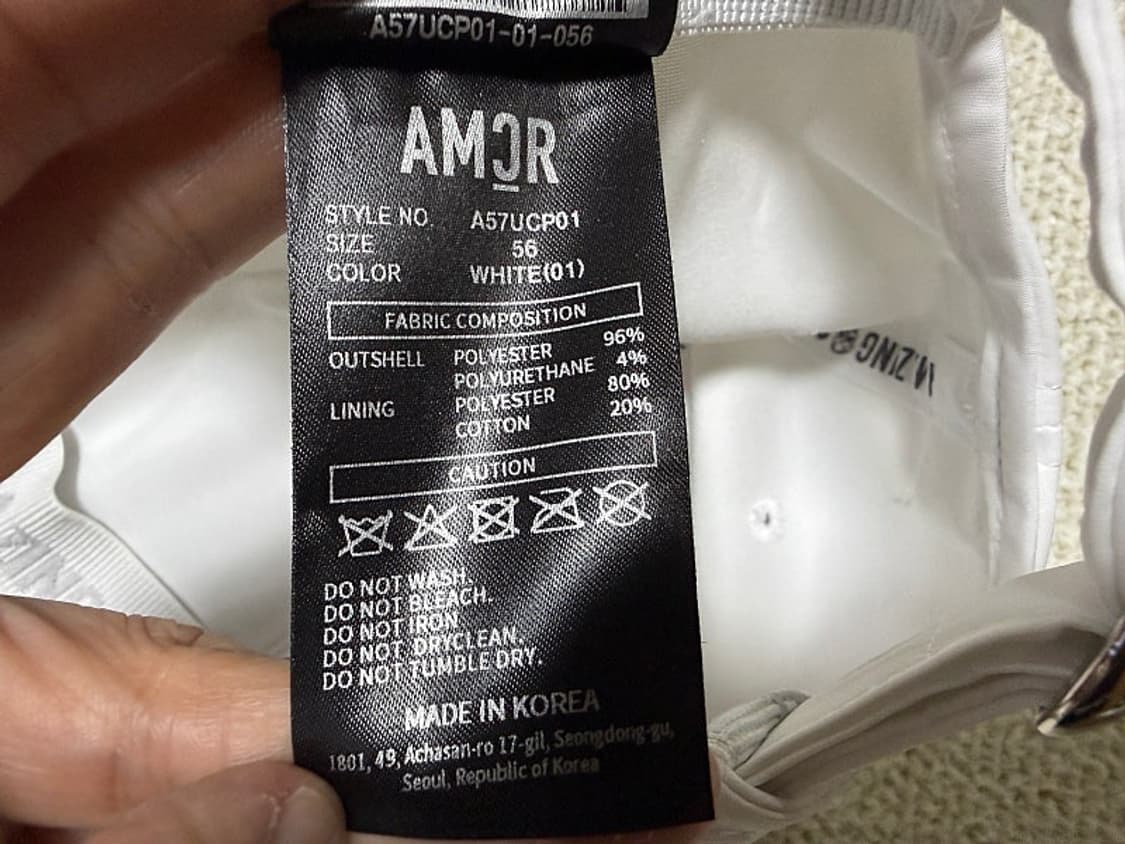 A57UCP01-01-056
AMOR
STYLE NO. A57UCP01
SIZE 56
COLOR WHITE(01)
FABRIC COMPOSITION
OUTSHELL POLYESTER 96%
POLYURETHANE 4%
LINING POLYESTER 80%
COTTON 20%
CAUTION
DO NOT WASH.
DO NOT BLEACH.
DO NOT IRON
DO NOT DRYCLEAN.
DO NOT TUMBLE DRY.
MADE IN KOREA
1801, 49, Achasan-ro 17-gil, Seongdong-gu,
Seoul, Republic of Korea